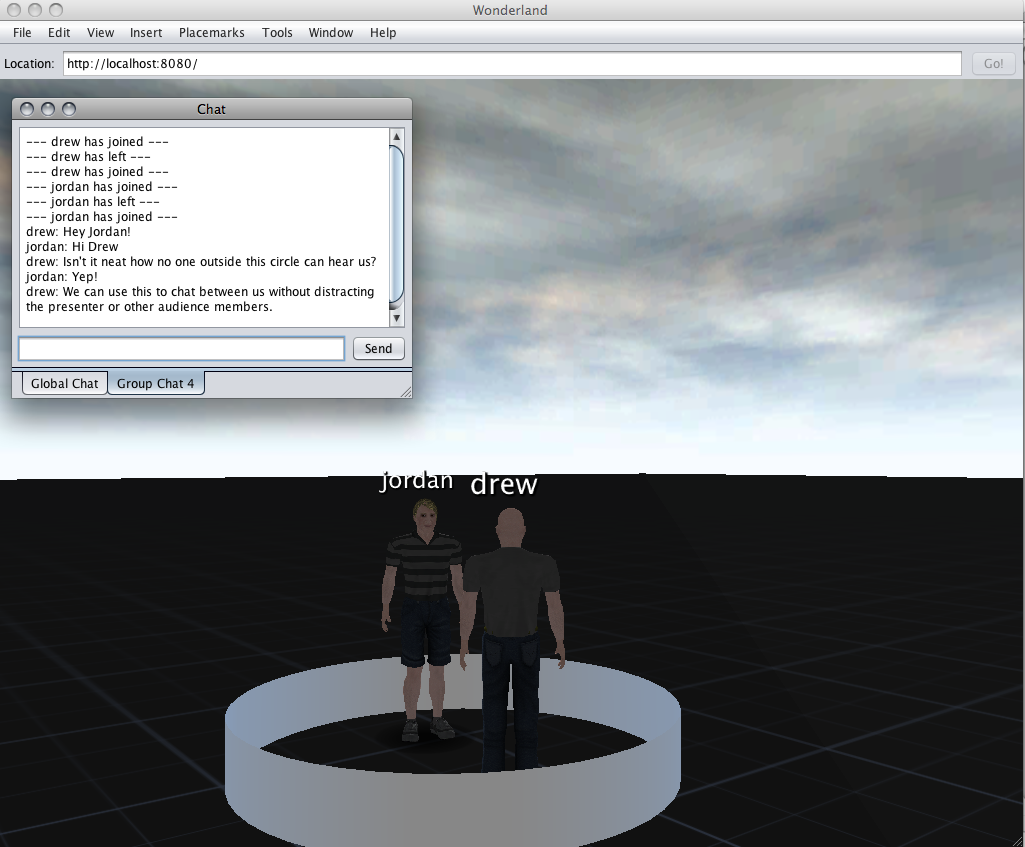 Wonderland
File Edit View Insert Placemarks Tools Window Help
Location: http://localhost:8080/ Go!
Chat
--- drew has joined ---
--- drew has left ---
--- drew has joined ---
--- jordan has joined ---
--- jordan has left ---
--- jordan has joined ---
drew: Hey Jordan!
jordan: Hi Drew
drew: Isn't it neat how no one outside this circle can hear us?
jordan: Yep!
drew: We can use this to chat between us without distracting
the presenter or other audience members.
Send
Global Chat Group Chat 4
jordan drew